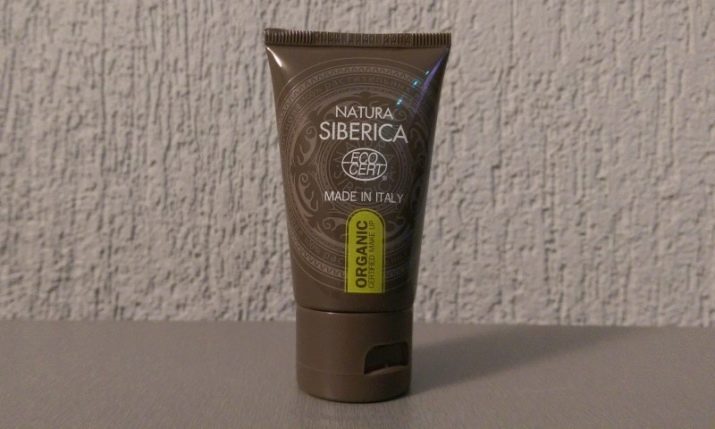 NATURA
SIBERICA
ECO
CERT
®
MADE IN ITALY
ORGANIC
CERTIFIED MAKE UP